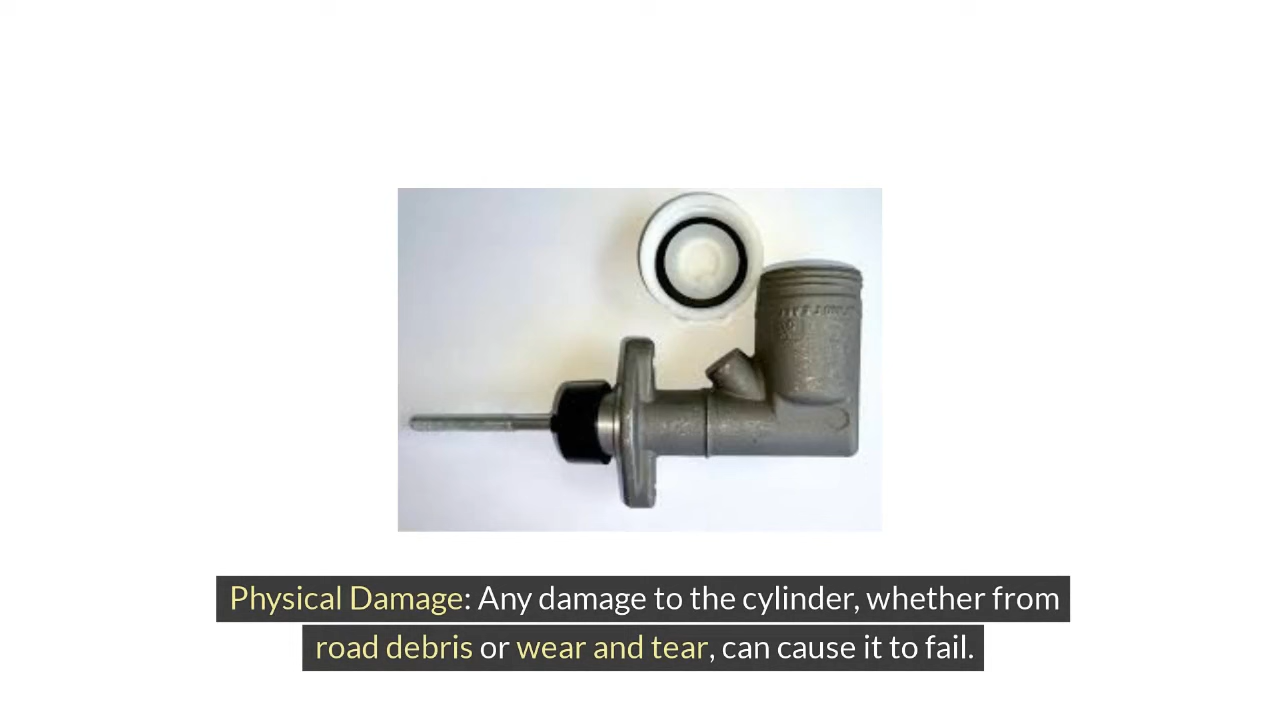 Physical Damage: Any damage to the cylinder, whether from
road debris or wear and tear, can cause it to fail.